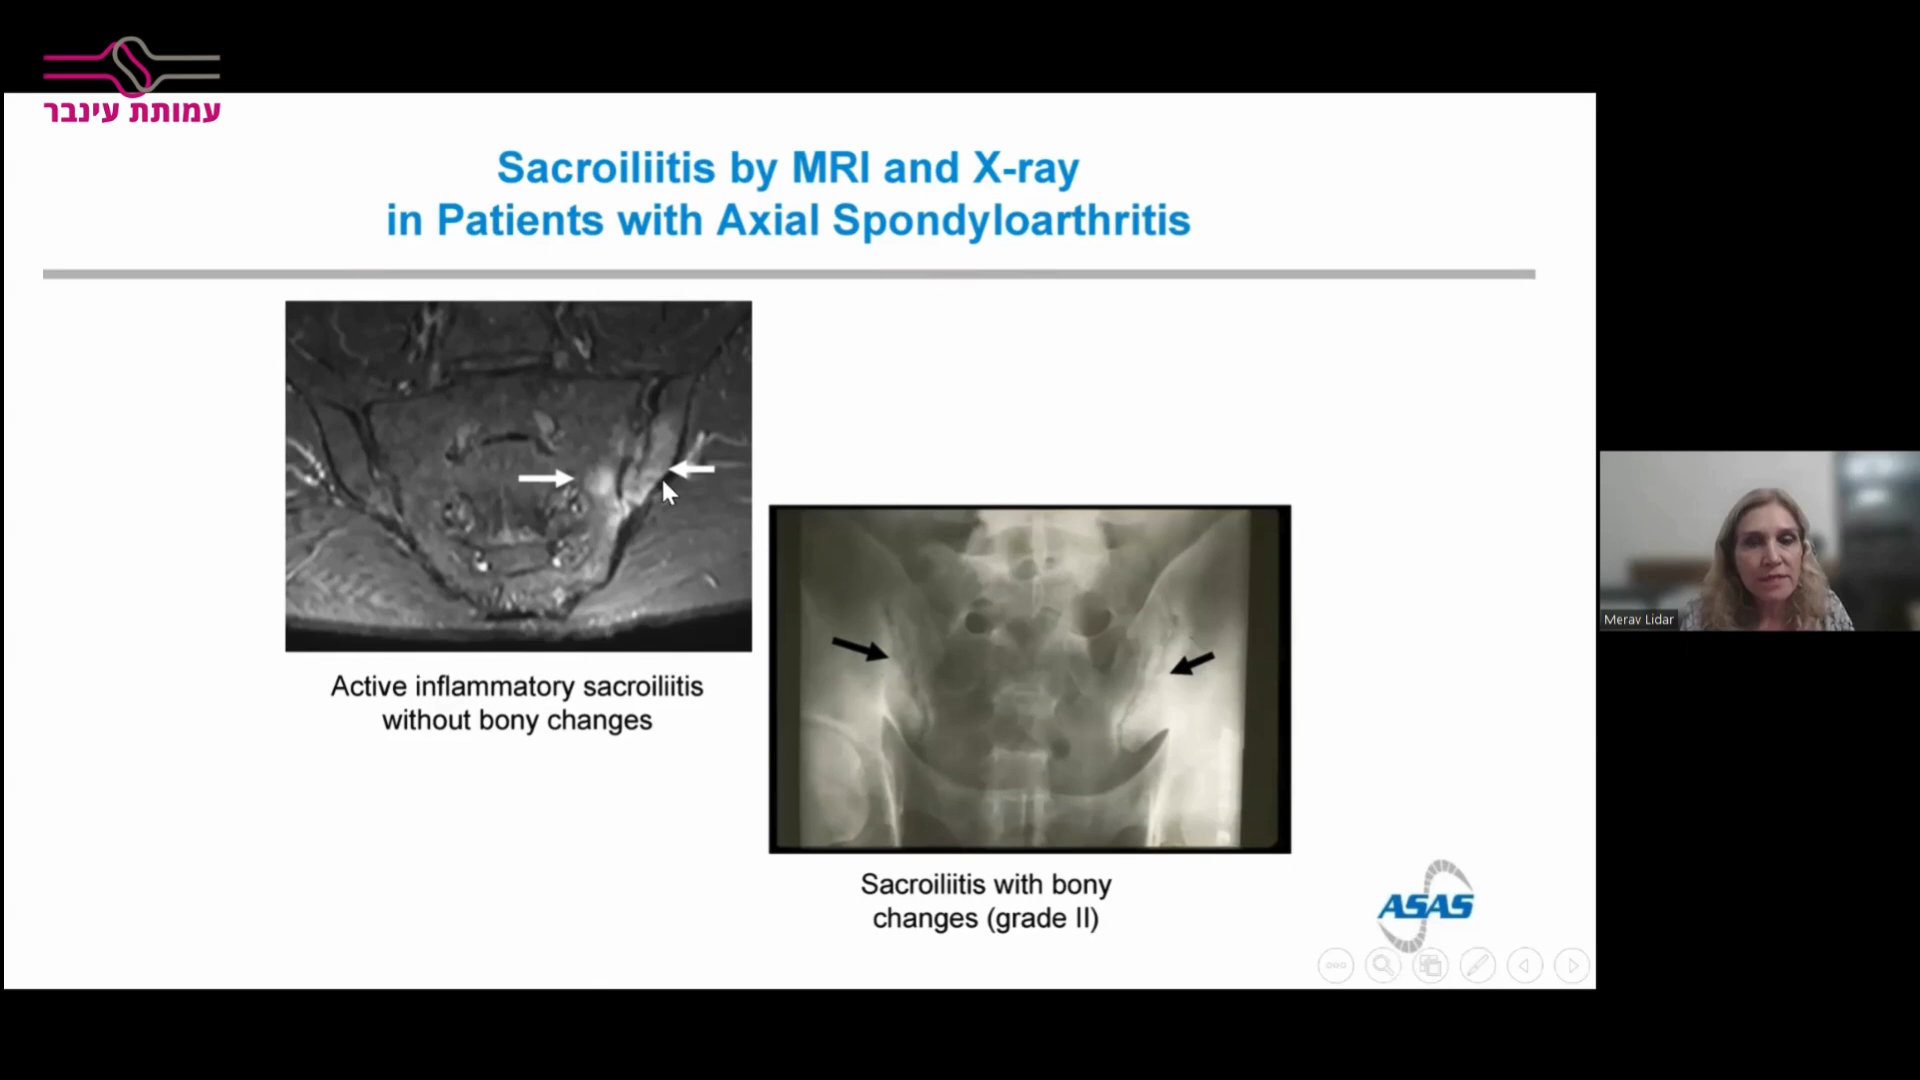 עמותת עינבר
Sacroiliitis by MRI and X-ray
in Patients with Axial Spondyloarthritis
Active inflammatory sacroiliitis
without bony changes
Sacroiliitis with bony
changes (grade II)
ASAS
Merav Lidar